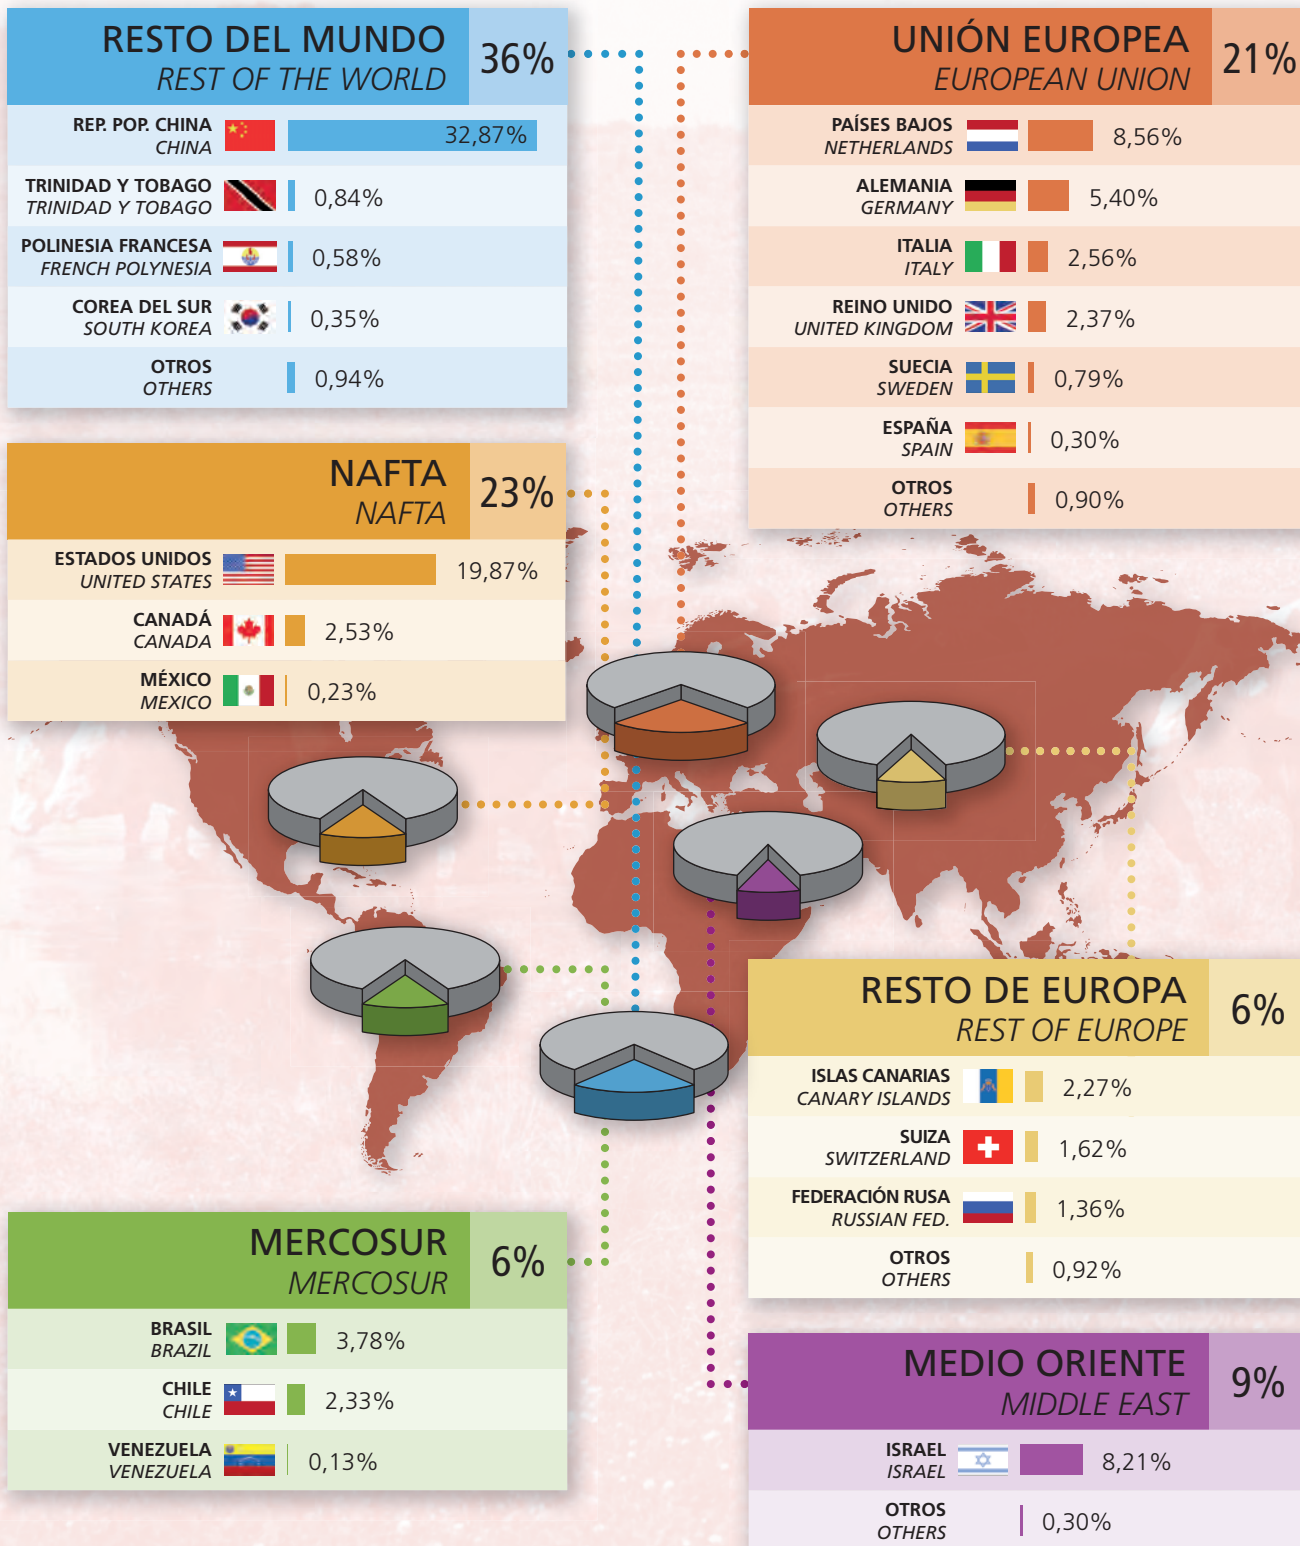 RESTO DEL MUNDO
REST OF THE WORLD
36%
REP. POP. CHINA
CHINA
32,87%
TRINIDAD Y TOBAGO
TRINIDAD Y TOBAGO
0,84%
POLINESIA FRANCESA
FRENCH POLYNESIA
0,58%
COREA DEL SUR
SOUTH KOREA
0,35%
OTROS
OTHERS
0,94%
UNIÓN EUROPEA
EUROPEAN UNION
21%
PAÍSES BAJOS
NETHERLANDS
8,56%
ALEMANIA
GERMANY
5,40%
ITALIA
ITALY
2,56%
REINO UNIDO
UNITED KINGDOM
2,37%
SUECIA
SWEDEN
0,79%
ESPAÑA
SPAIN
0,30%
OTROS
OTHERS
0,90%
NAFTA
NAFTA
23%
ESTADOS UNIDOS
UNITED STATES
19,87%
CANADÁ
CANADA
2,53%
MÉXICO
MEXICO
0,23%
RESTO DE EUROPA
REST OF EUROPE
6%
ISLAS CANARIAS
CANARY ISLANDS
2,27%
SUIZA
SWITZERLAND
1,62%
FEDERACIÓN RUSA
RUSSIAN FED.
1,36%
OTROS
OTHERS
0,92%
MERCOSUR
MERCOSUR
6%
BRASIL
BRAZIL
3,78%
CHILE
CHILE
2,33%
VENEZUELA
VENEZUELA
0,13%
MEDIO ORIENTE
MIDDLE EAST
9%
ISRAEL
ISRAEL
8,21%
OTROS
OTHERS
0,30%